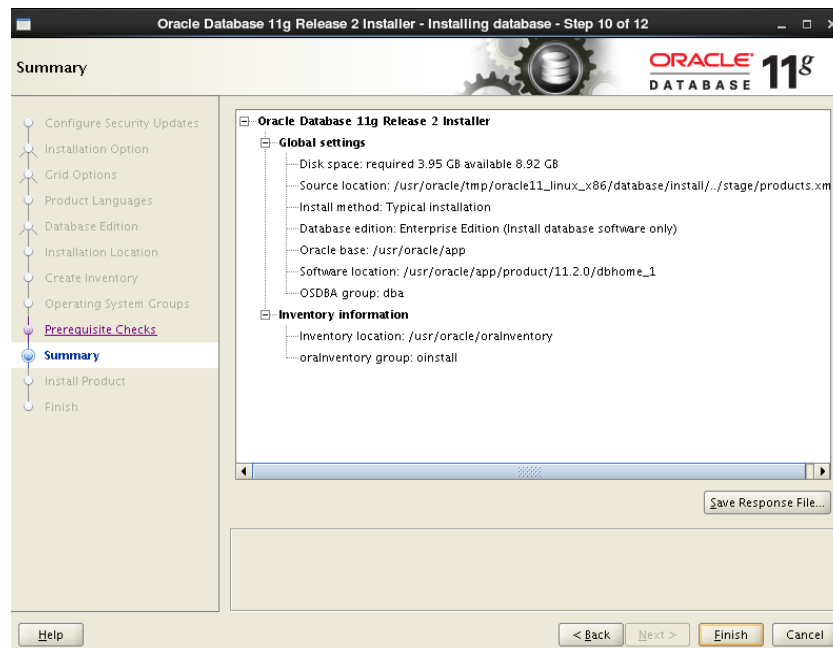 Oracle Database 11g Release 2 Installer - Installing database - Step 10 of 12
Summary
ORACLE
DATABASE
11g
Configure Security Updates
Installation Option
Grid Options
Product Languages
Database Edition
Installation Location
Create Inventory
Operating System Groups
Prerequisite Checks
Summary
Install Product
Finish
Oracle Database 11g Release 2 Installer
Global settings
Disk space: required 3.95 GB available 8.92 GB
Source location: /usr/oracle/tmp/oracle11_linux_x86/database/install/../stage/products.xm
Install method: Typical installation
Database edition: Enterprise Edition (Install database software only)
Oracle base: /usr/oracle/app
Software location: /usr/oracle/app/product/11.2.0/dbhome_1
OSDBA group: dba
Inventory information
Inventory location: /usr/oracle/oraInventory
oraInventory group: oinstall
Save Response File...
Help
< Back
Next >
Finish
Cancel